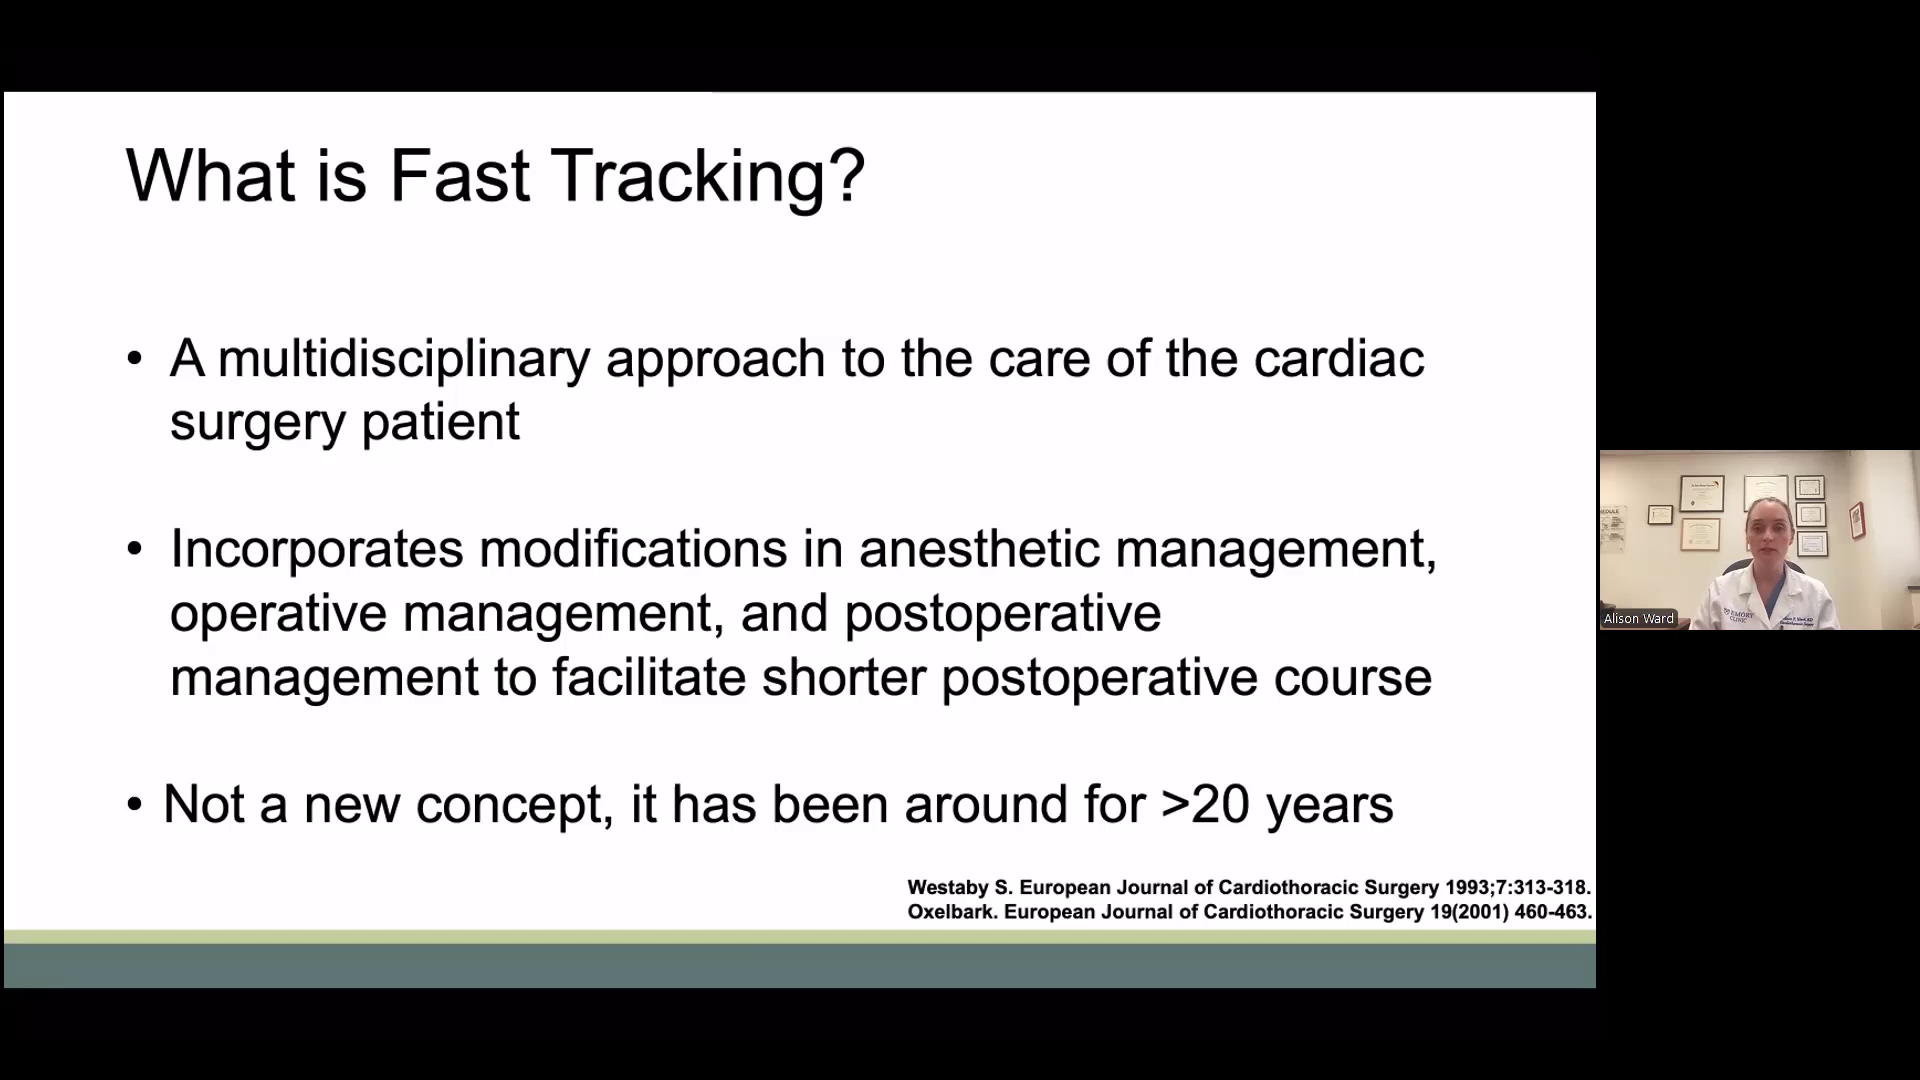 What is Fast Tracking?
• A multidisciplinary approach to the care of the cardiac
surgery patient
• Incorporates modifications in anesthetic management,
operative management, and postoperative
management to facilitate shorter postoperative course
• Not a new concept, it has been around for >20 years
Westaby S. European Journal of Cardiothoracic Surgery 1993;7:313-318.
Oxelbark. European Journal of Cardiothoracic Surgery 19(2001) 460-463.
Alison Ward
EMORY
CLINIC